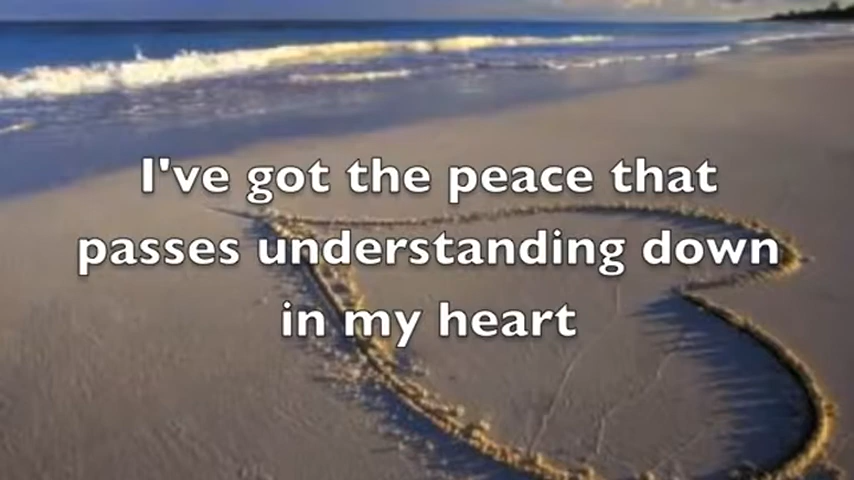 I've got the peace that
passes understanding down
in my heart